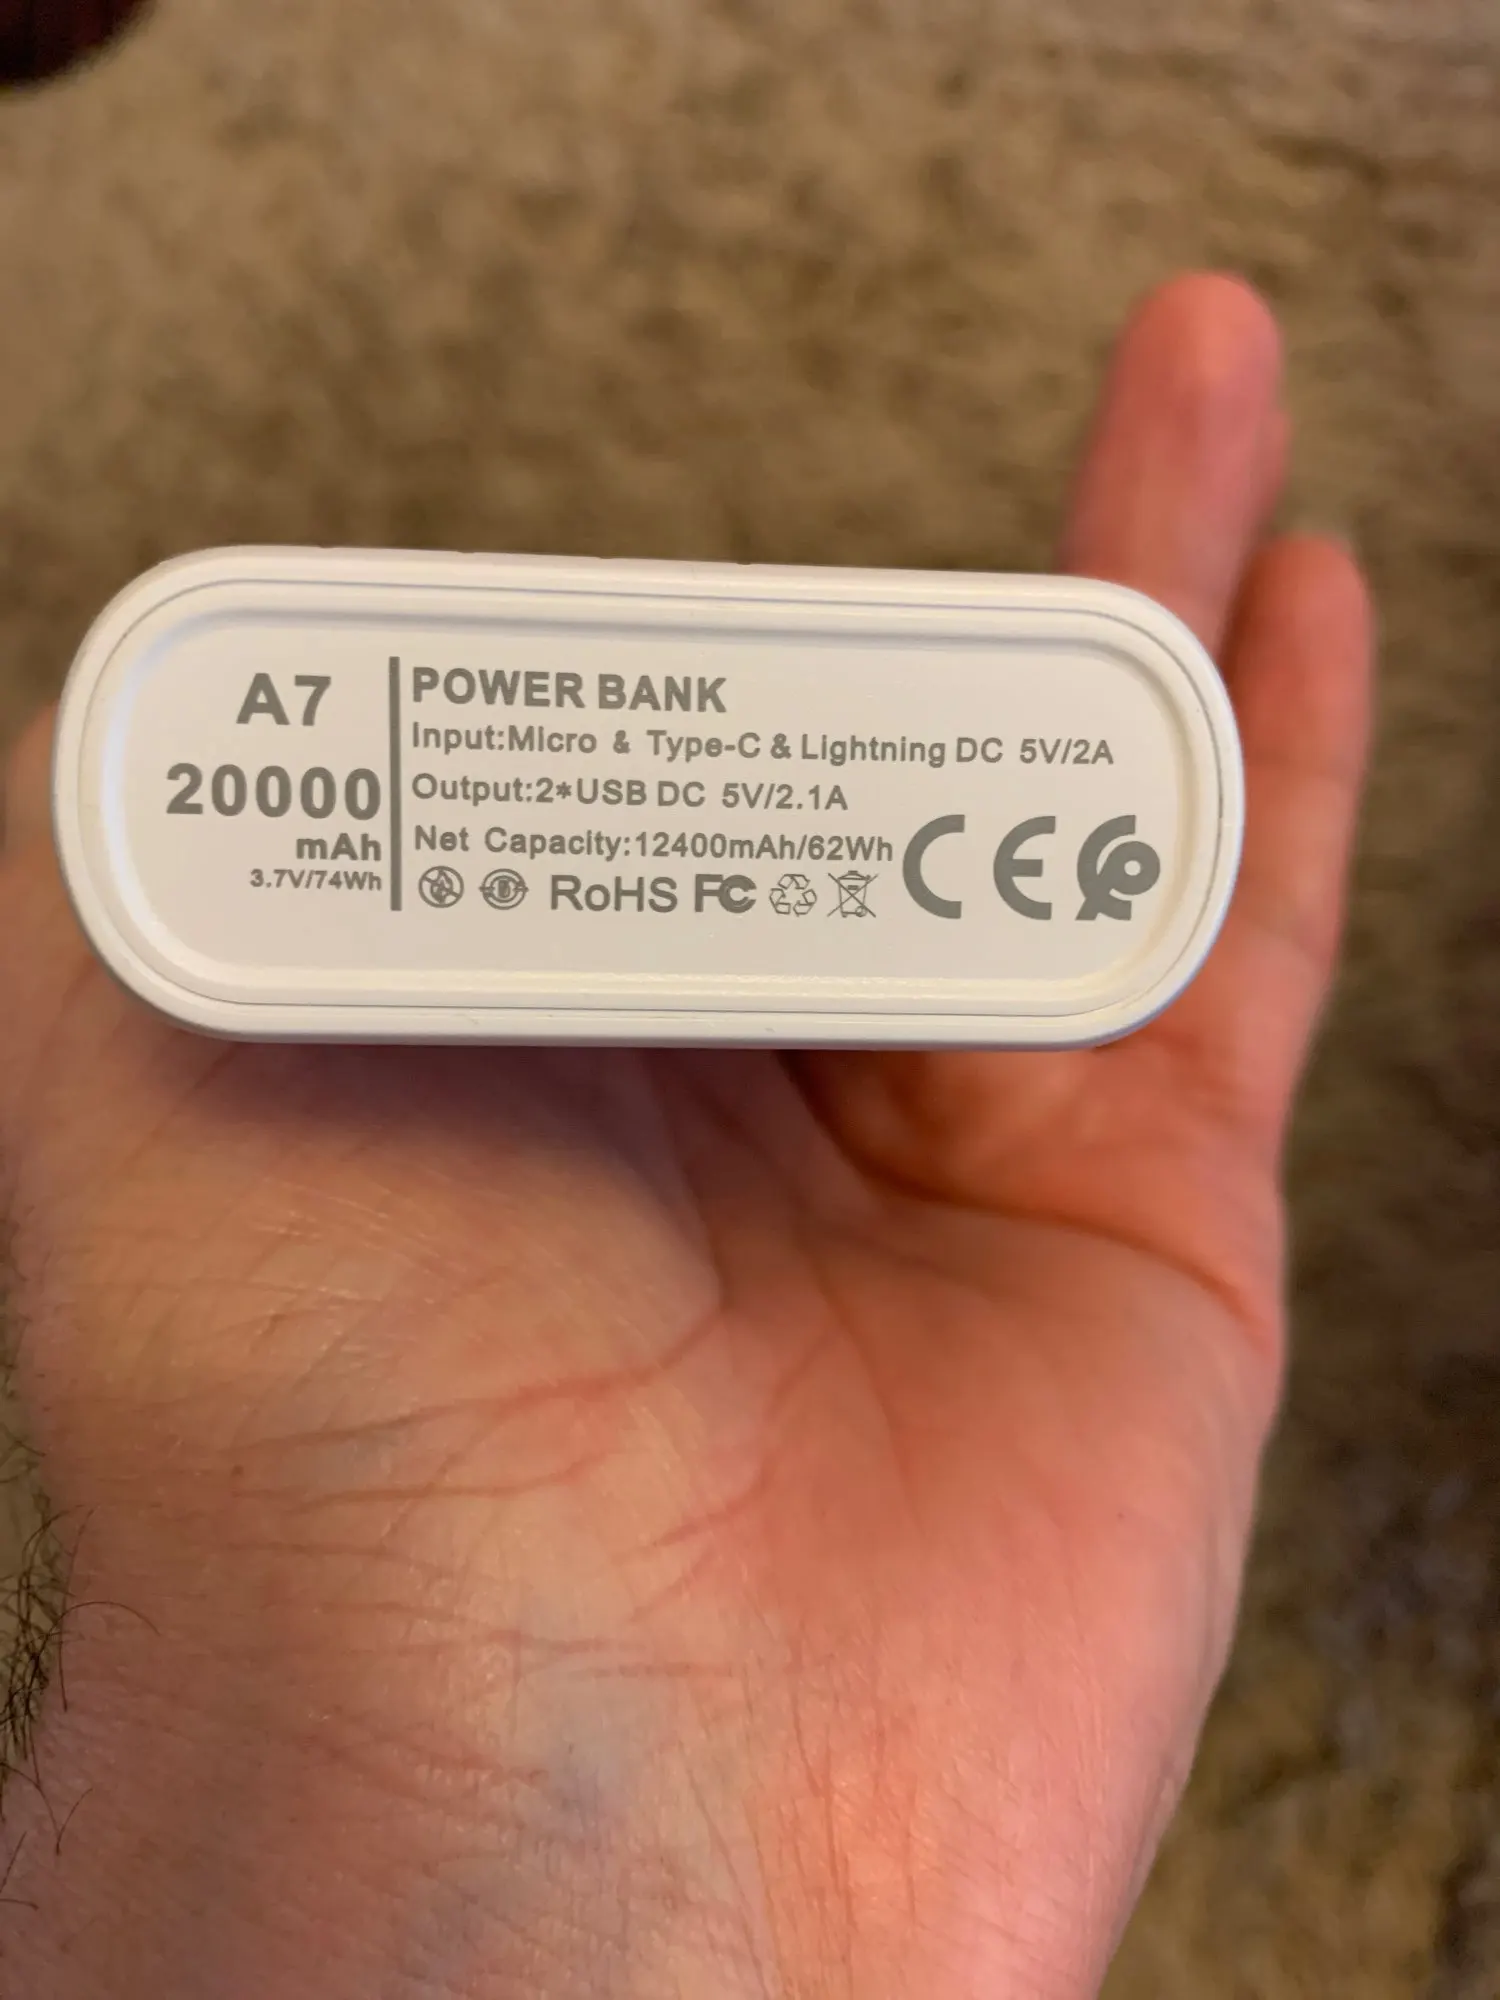 A7
20000
mAh
3.7V/74Wh
POWER BANK
Input:Micro & Type-C & Lightning DC 5V/2A
Output:2*USB DC 5V/2.1A
Net Capacity:12400mAh/62Wh
RoHS FC CE